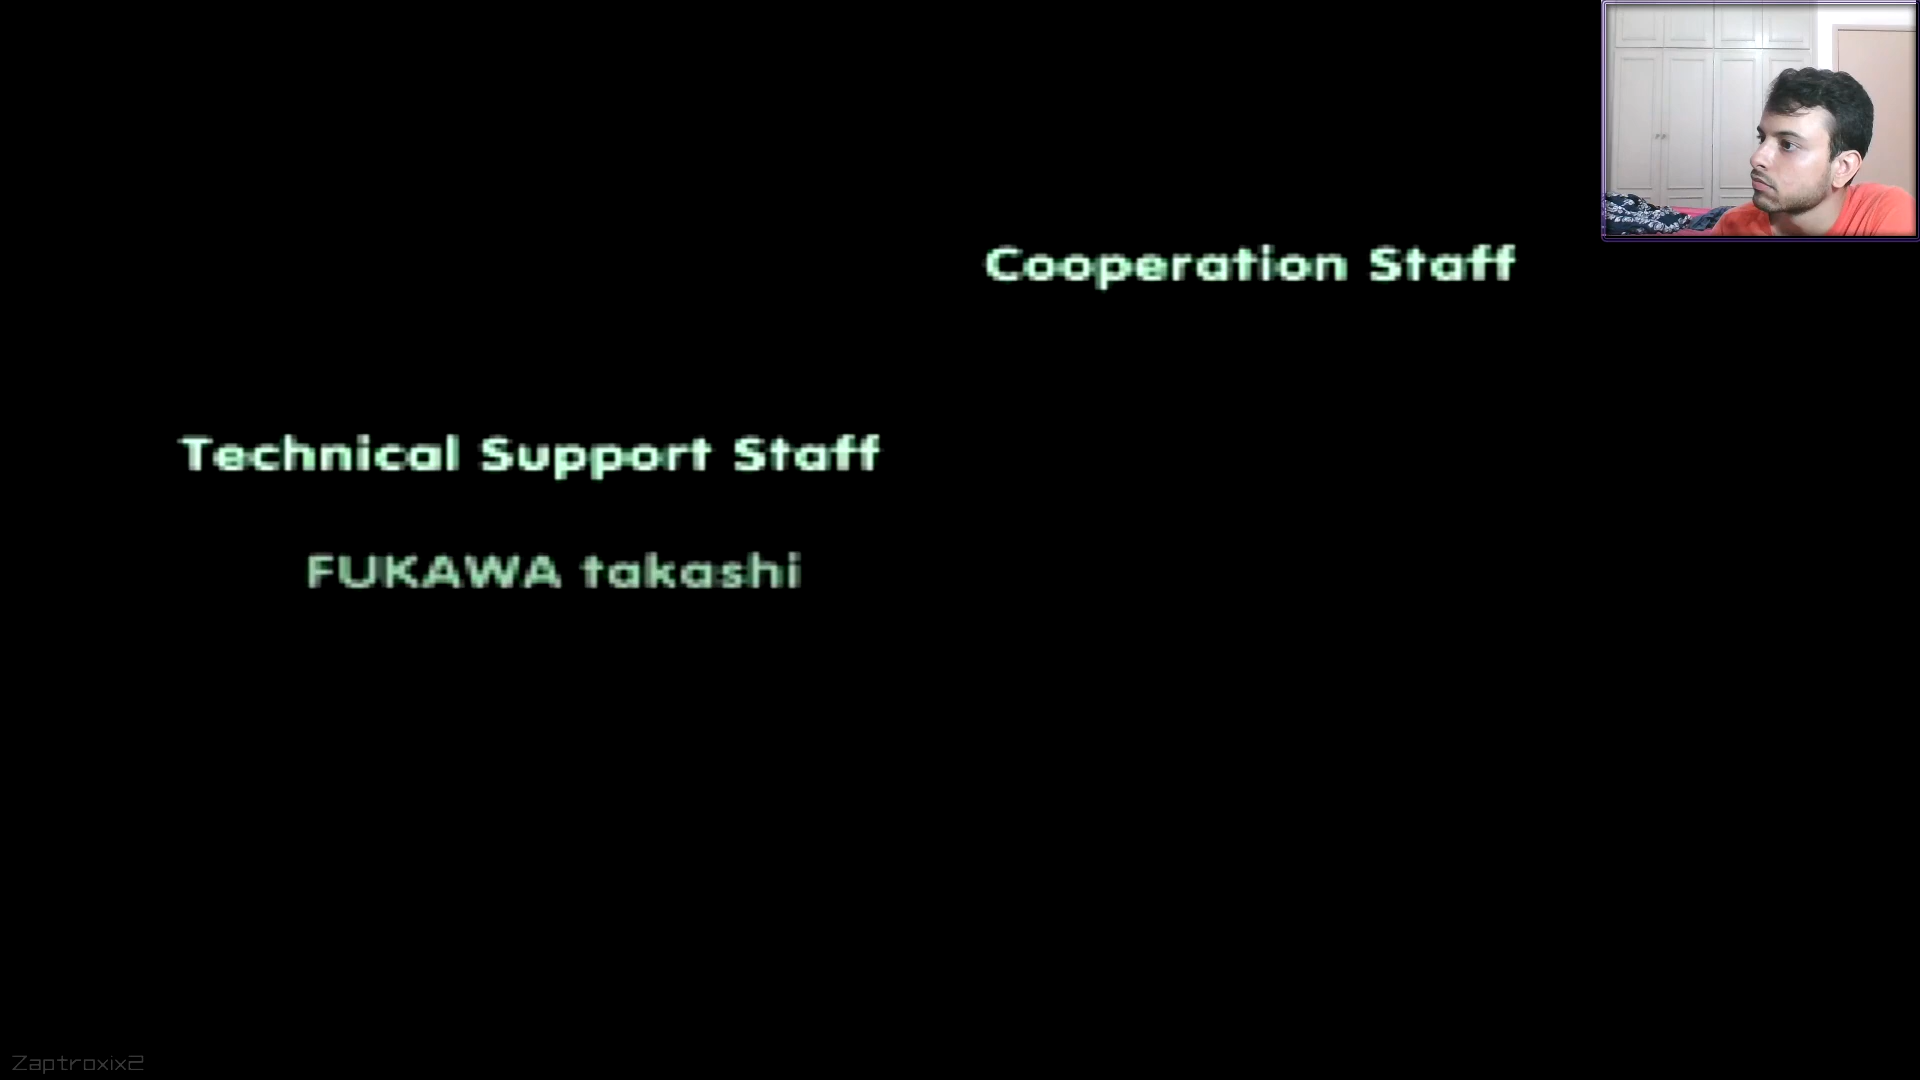 Cooperation Staff
Technical Support Staff
FUKAWA takashi
Zaptroxix2